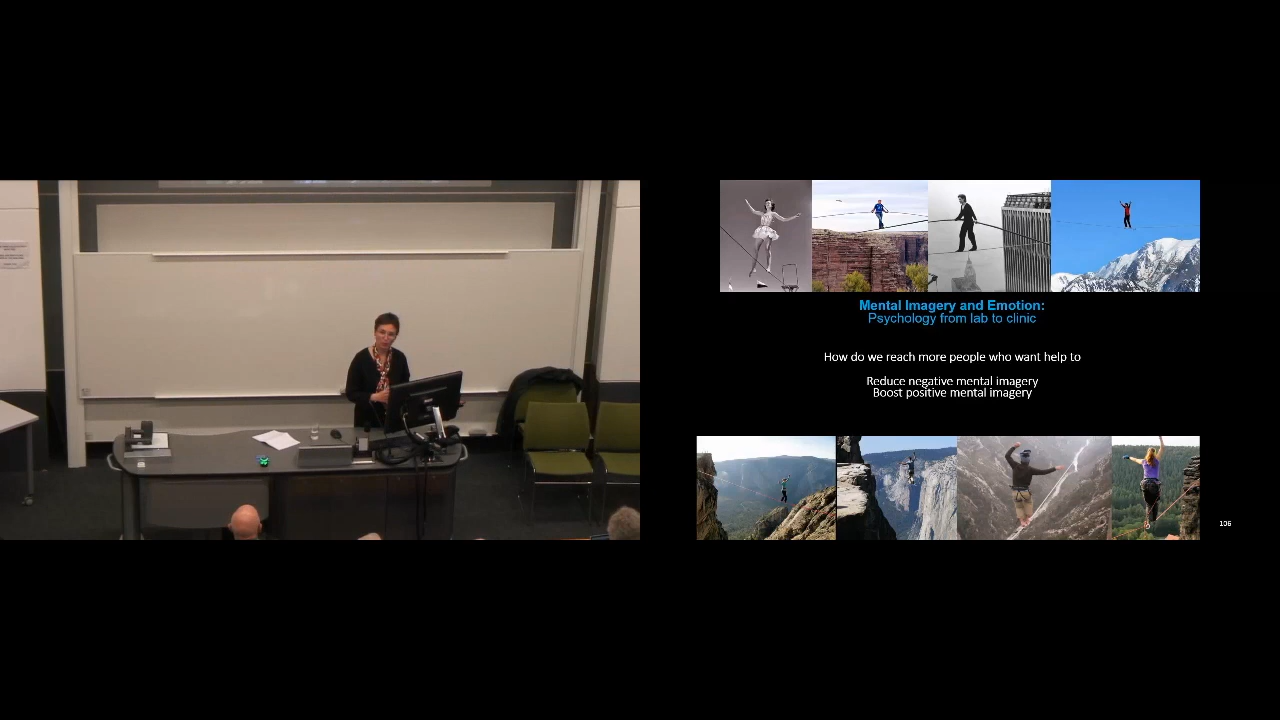 Mental Imagery and Emotion:
Psychology from lab to clinic
How do we reach more people who want help to
Reduce negative mental imagery
Boost positive mental imagery
106